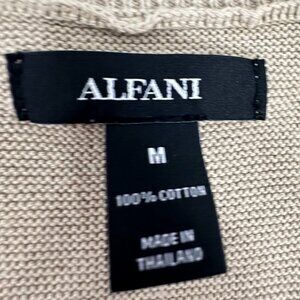 ALFANI
M
100% COTTON
MADE IN
THAILAND